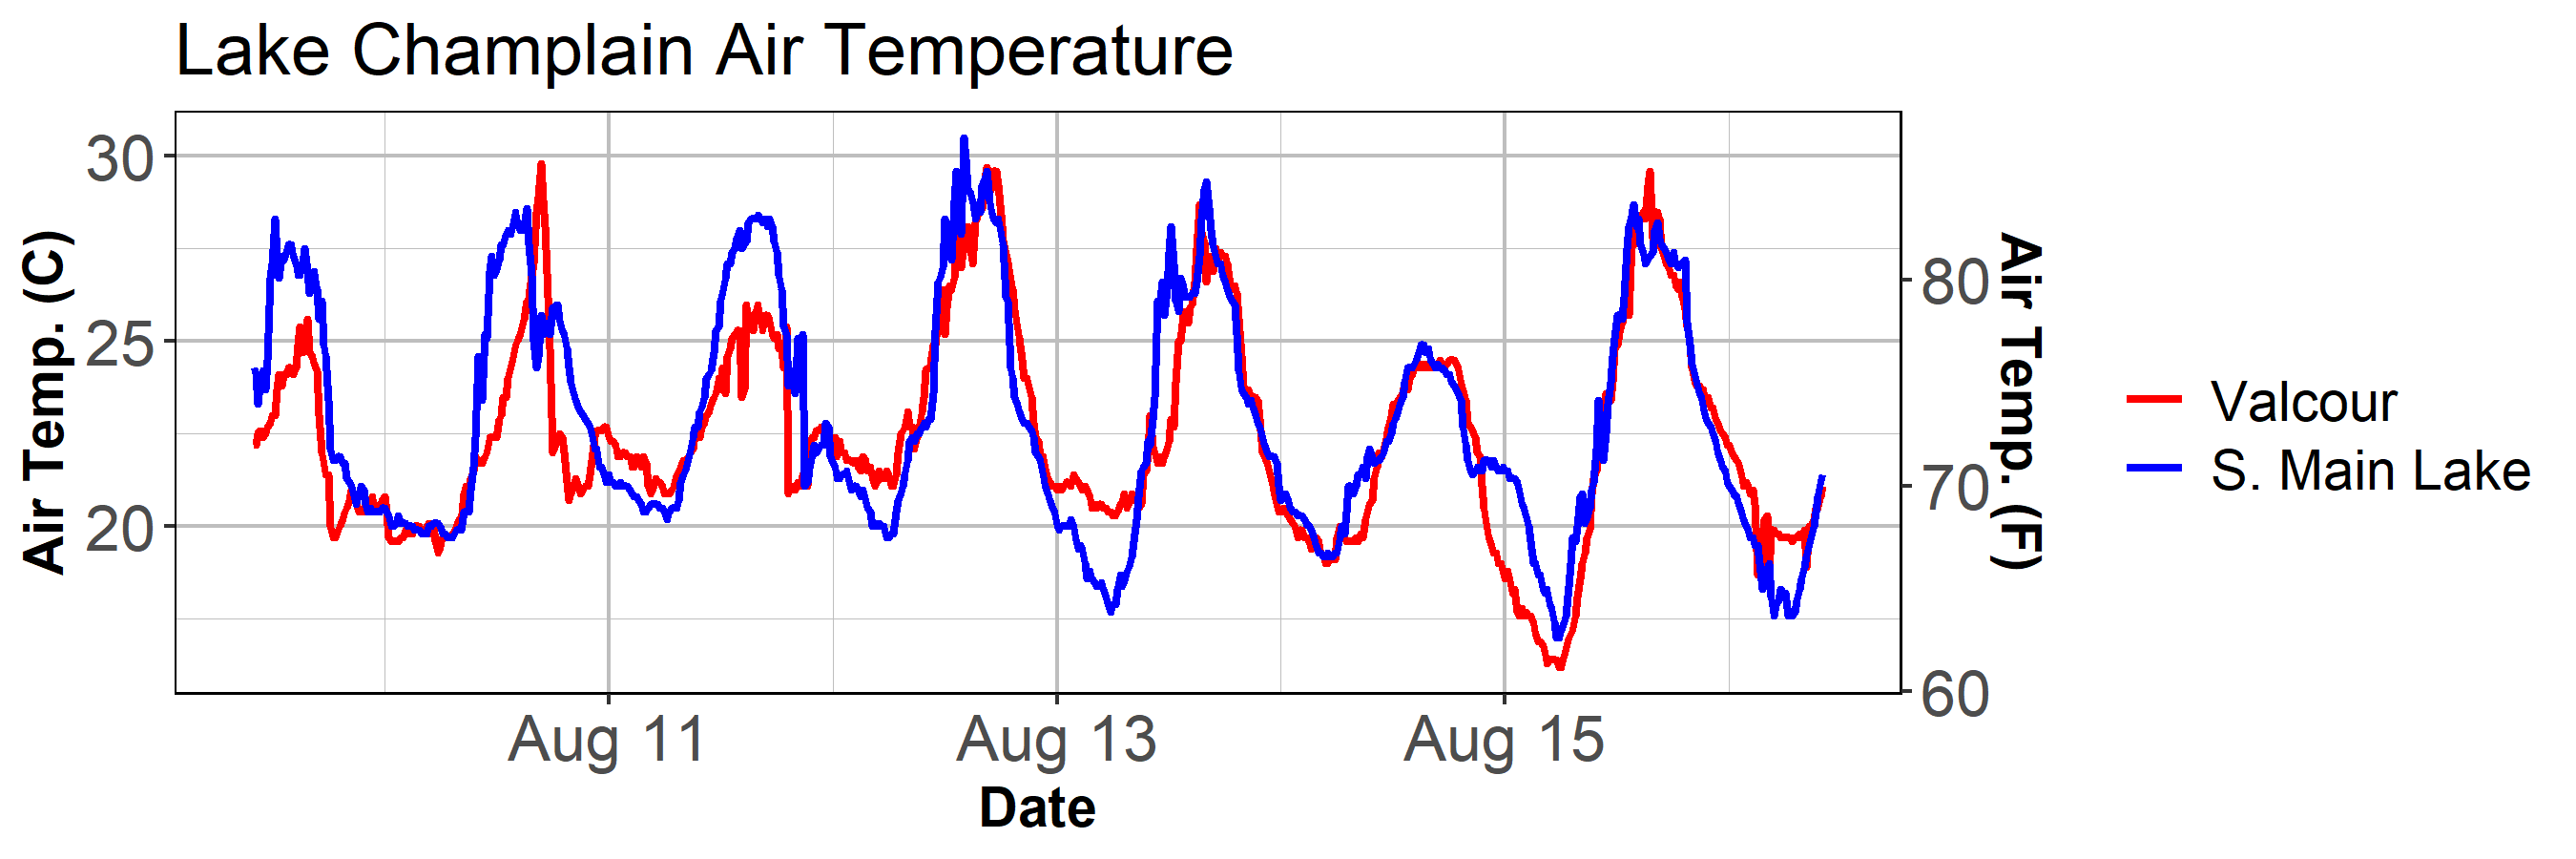 Lake Champlain Air Temperature
Air Temp. (C)
30
25
20
Aug 11
Aug 13
Aug 15
Date
80
70
60
Air Temp. (F)
Valcour
S. Main Lake